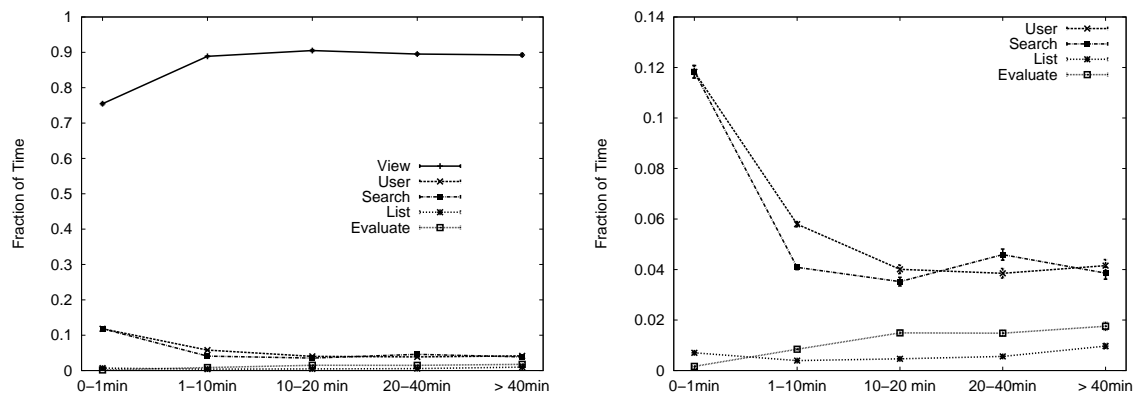 1
0.9
0.8
0.7
0.6
0.5
0.4
0.3
0.2
0.1
0
Fraction of Time
View
User
Search
List
Evaluate
0−1min
1−10min
10−20 min
20−40min
> 40min
0.14
0.12
0.1
0.08
0.06
0.04
0.02
0
Fraction of Time
User
Search
List
Evaluate
0−1min
1−10min
10−20 min
20−40min
> 40min